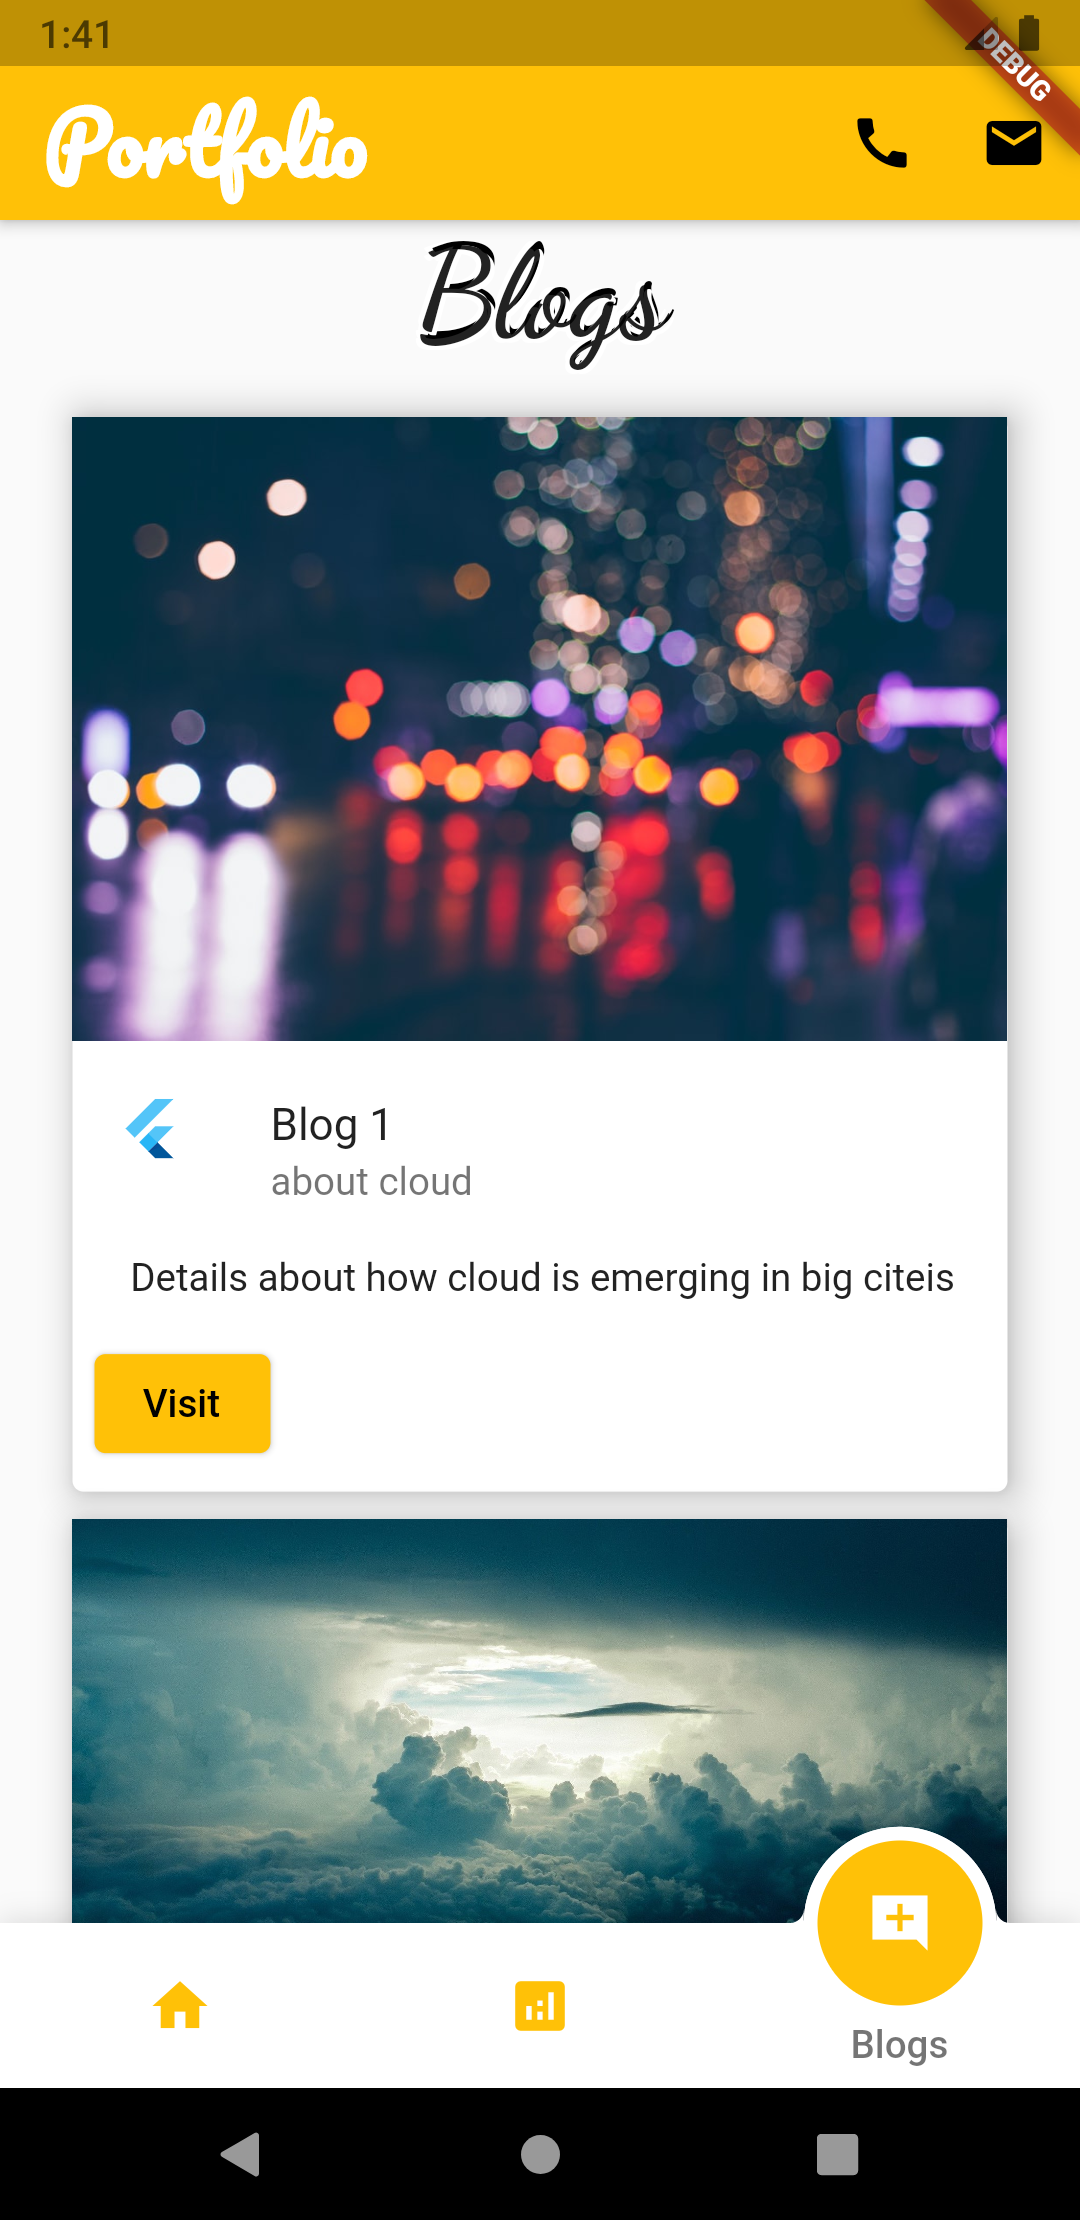 1:41
DEBUG
Portfolio
Blogs
Blog 1
about cloud
Details about how cloud is emerging in big citeis
Visit
Blogs